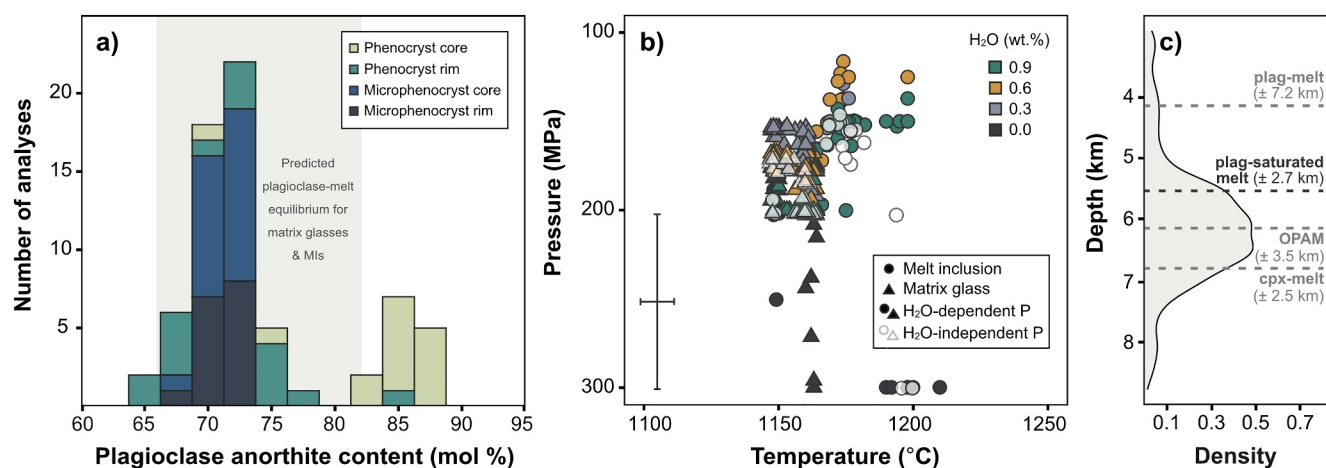 a)
Phenocryst core
Phenocryst rim
Microphenocryst core
Microphenocryst rim
Predicted
plagioclase-melt
equilibrium for
matrix glasses
& MIs
Number of analyses
20
15
10
5
60 65 70 75 80 85 90 95
Plagioclase anorthite content (mol %)
b)
H₂O (wt.%)
0.9
0.6
0.3
0.0
Melt inclusion
Matrix glass
H₂O-dependent P
H₂O-independent P
Pressure (MPa)
100
200
300
1100 1150 1200 1250
Temperature (°C)
c)
plag-melt
(± 7.2 km)
plag-saturated
melt (± 2.7 km)
OPAM
(± 3.5 km)
cpx-melt
(± 2.5 km)
Depth (km)
4
5
6
7
8
0.1 0.3 0.5 0.7
Density